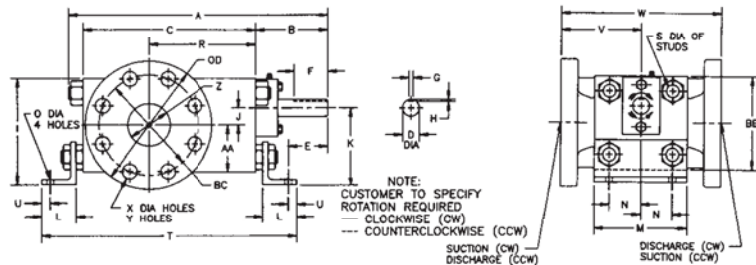 A
C
B
R
OD
F
Z
G
J
H
D
DIA
O DIA
4 HOLES
AA
E
K
BC
U
L
X DIA HOLES
Y HOLES
L
U
T
NOTE:
CUSTOMER TO SPECIFY
ROTATION REQUIRED
— CLOCKWISE (CW)
--- COUNTERCLOCKWISE (CCW)
W
V
S DIA OF
STUDS
N
N
M
SUCTION (CW)
DISCHARGE (CCW)
DISCHARGE (CW)
SUCTION (CCW)